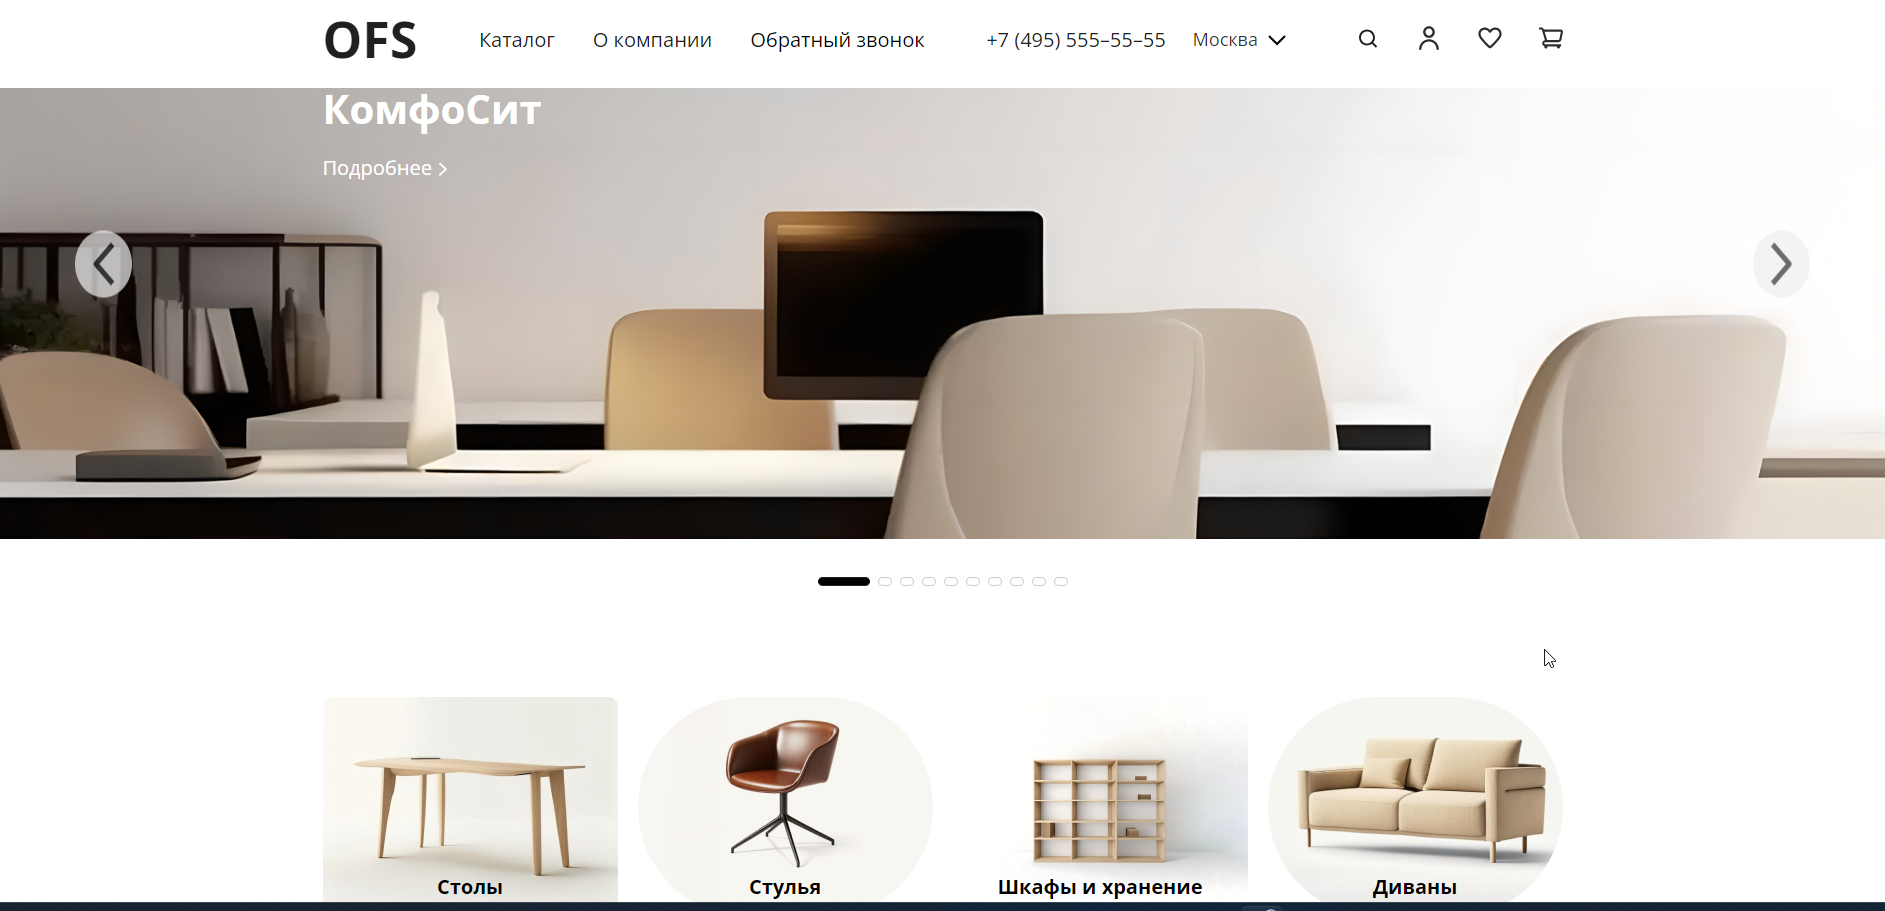 OFS
Каталог
О компании
Обратный звонок
+7 (495) 555–55–55
Москва
КомфоСит
Подробнее
Столы
Стулья
Шкафы и хранение
Диваны